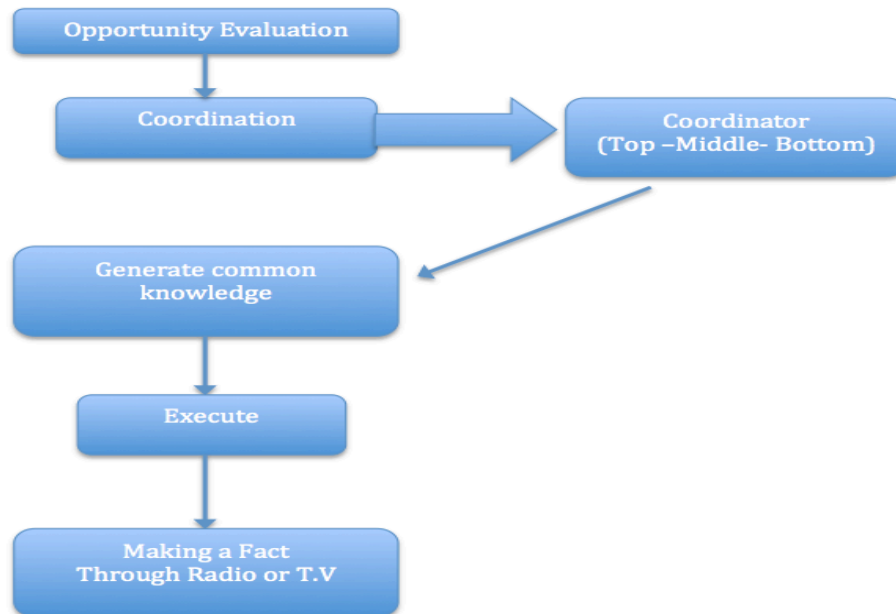 Opportunity Evaluation
Coordination
Coordinator
(Top –Middle- Bottom)
Generate common
knowledge
Execute
Making a Fact
Through Radio or T.V